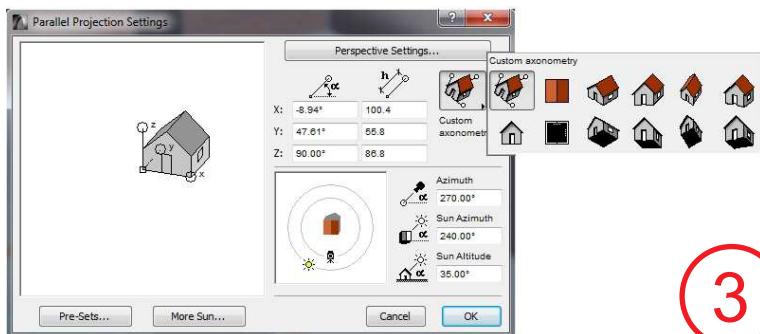 Parallel Projection Settings
Perspective Settings...
Custom axonometry
α h
X: -8.94° 100.4
Y: 47.61° 55.8
Z: 90.00° 86.8
Custom
axonometr
z
y
x
Azimuth
α 270.00°
Sun Azimuth
α 240.00°
Sun Altitude
α 35.00°
Pre-Sets... More Sun... Cancel OK
3